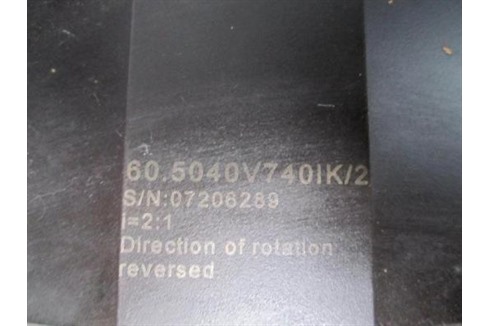 60.5040V740IK/2
S/N:07206289
i=2:1
Direction of rotation
reversed